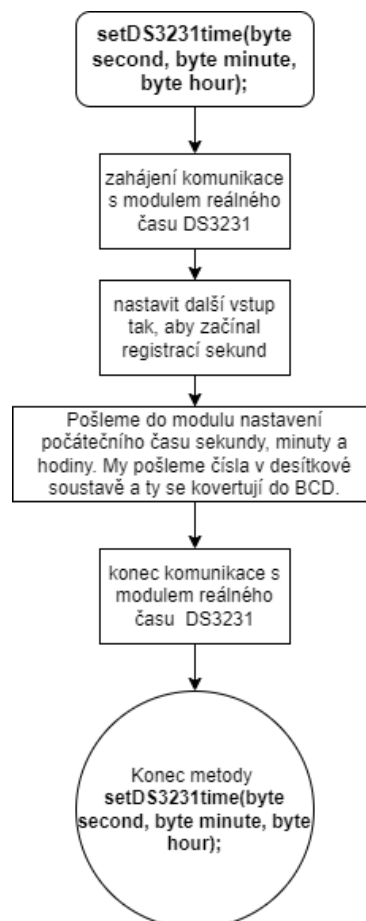 setDS3231time(byte
second, byte minute,
byte hour);
zahájení komunikace
s modulem reálného
času DS3231
nastavit další vstup
tak, aby začínal
registrací sekund
Pošleme do modulu nastavení
počátečního času sekundy, minuty a
hodiny. My pošleme čísla v desítkové
soustavě a ty se kovertují do BCD.
konec komunikace s
modulem reálného
času DS3231
Konec metody
setDS3231time(byte
second, byte minute, byte
hour);